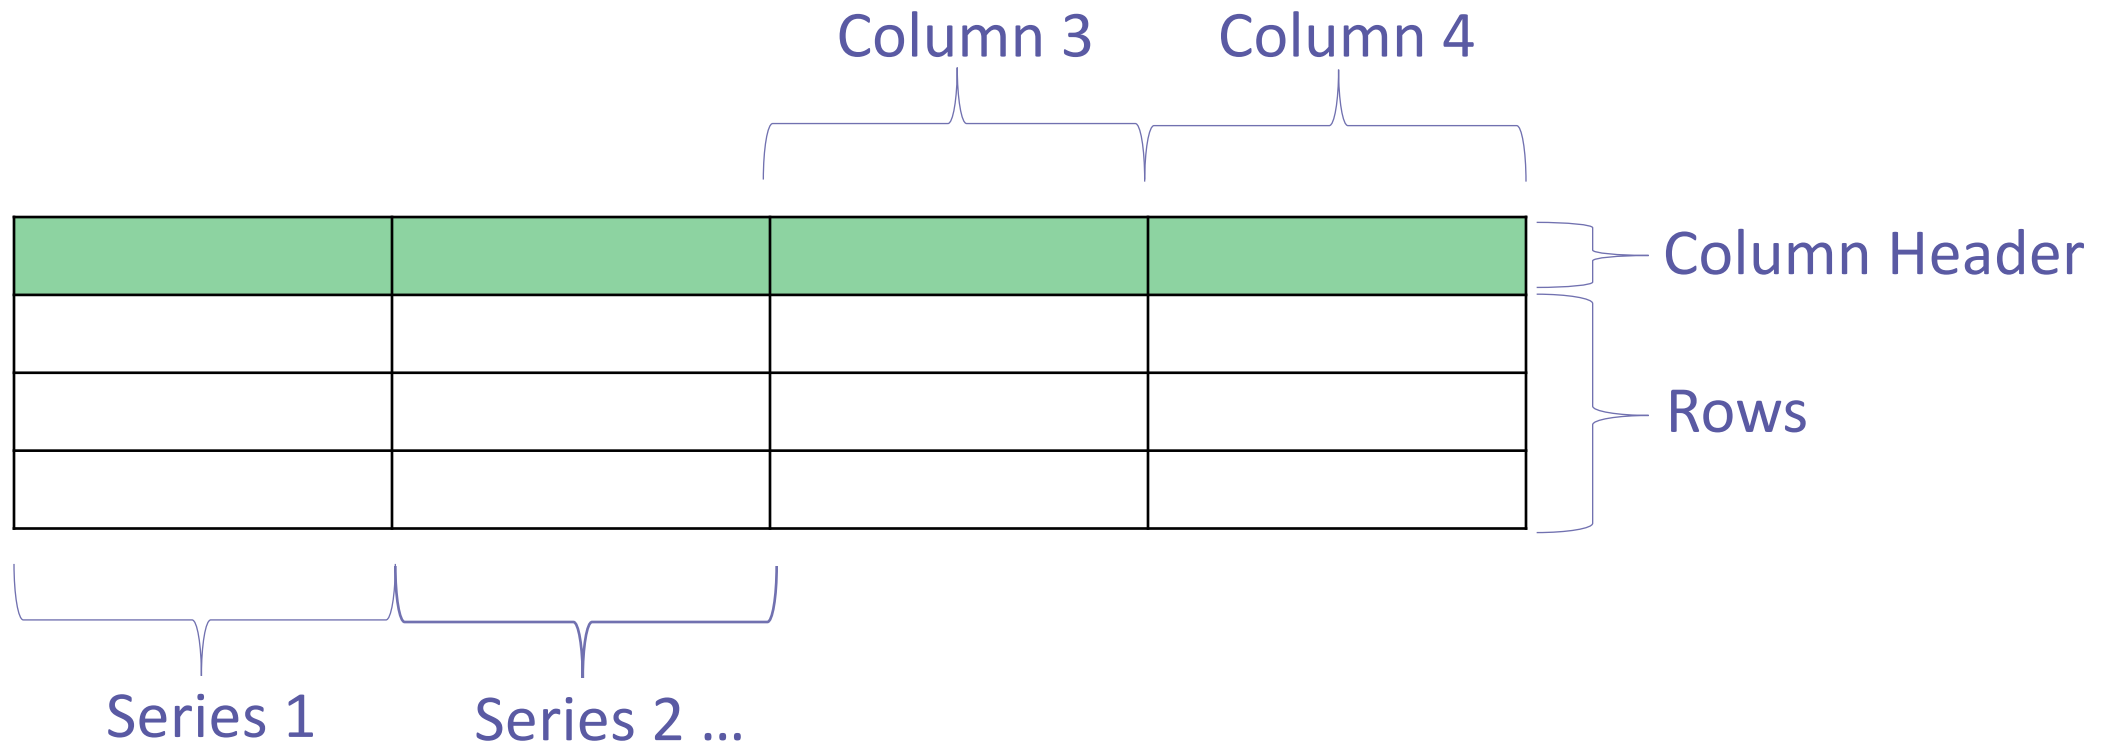 Column 3
Column 4
Column Header
Rows
Series 1
Series 2 ...